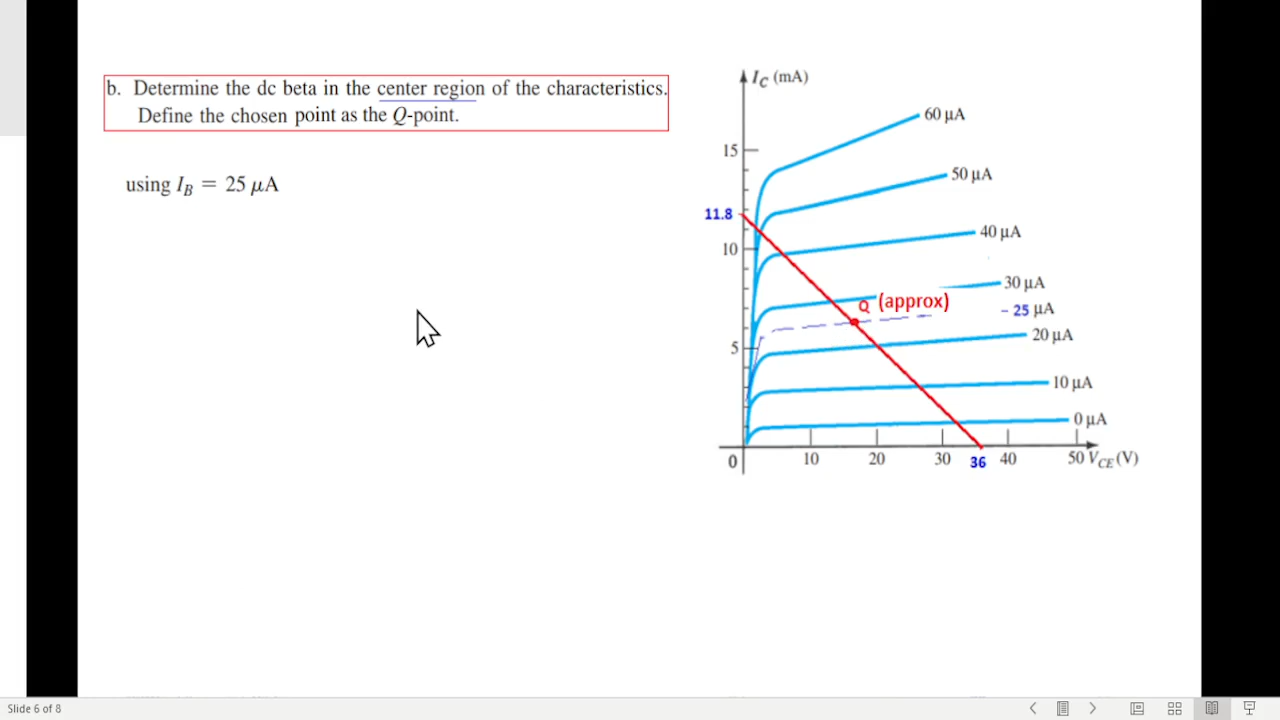 b. Determine the dc beta in the center region of the characteristics.
Define the chosen point as the Q-point.
using I_B = 25 μA
I_C (mA)
60 μA
15
50 μA
11.8
40 μA
10
30 μA
Q (approx)
– 25 μA
20 μA
5
10 μA
0 μA
0
10
20
30
36
40
50 V_CE (V)
Slide 6 of 8